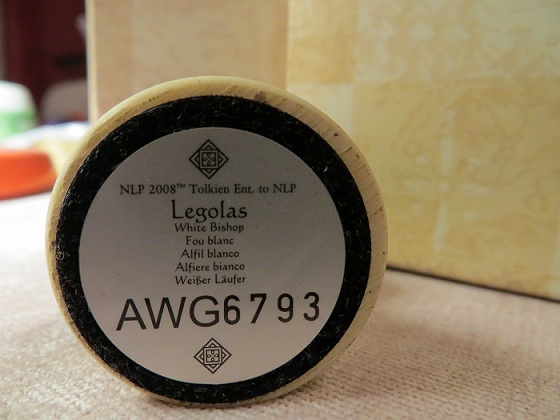 NLP 2008™ Tolkien Ent. to NLP
Legolas
White Bishop
Fou blanc
Alfil blanco
Alfiere bianco
Weißer Läufer
AWG6793